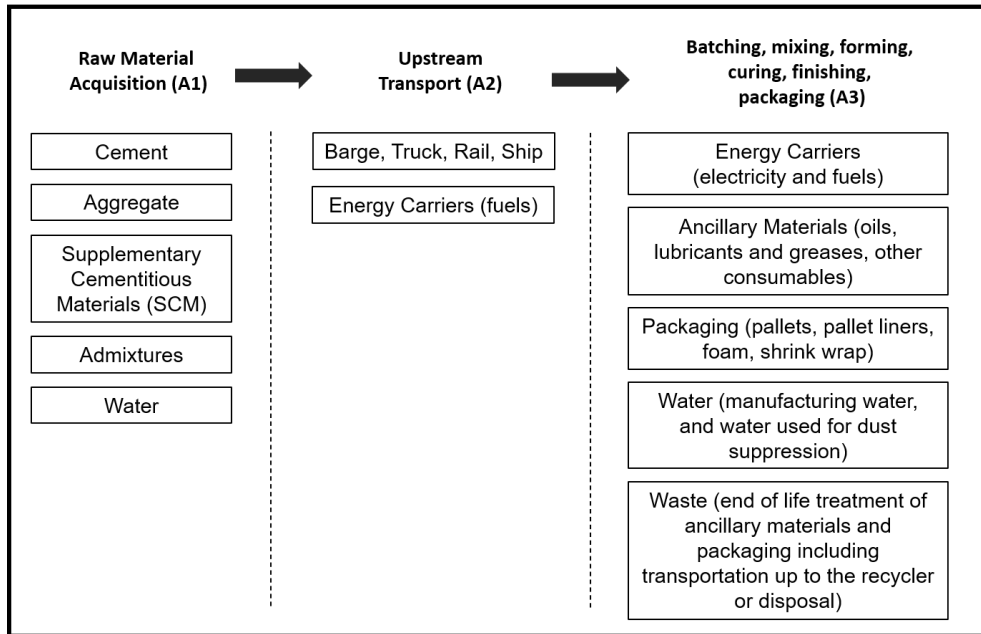 Raw Material
Acquisition (A1)
Upstream
Transport (A2)
Batching, mixing, forming,
curing, finishing,
packaging (A3)
Cement
Aggregate
Supplementary
Cementitious
Materials (SCM)
Admixtures
Water
Barge, Truck, Rail, Ship
Energy Carriers (fuels)
Energy Carriers
(electricity and fuels)
Ancillary Materials (oils,
lubricants and greases, other
consumables)
Packaging (pallets, pallet liners,
foam, shrink wrap)
Water (manufacturing water,
and water used for dust
suppression)
Waste (end of life treatment of
ancillary materials and
packaging including
transportation up to the recycler
or disposal)